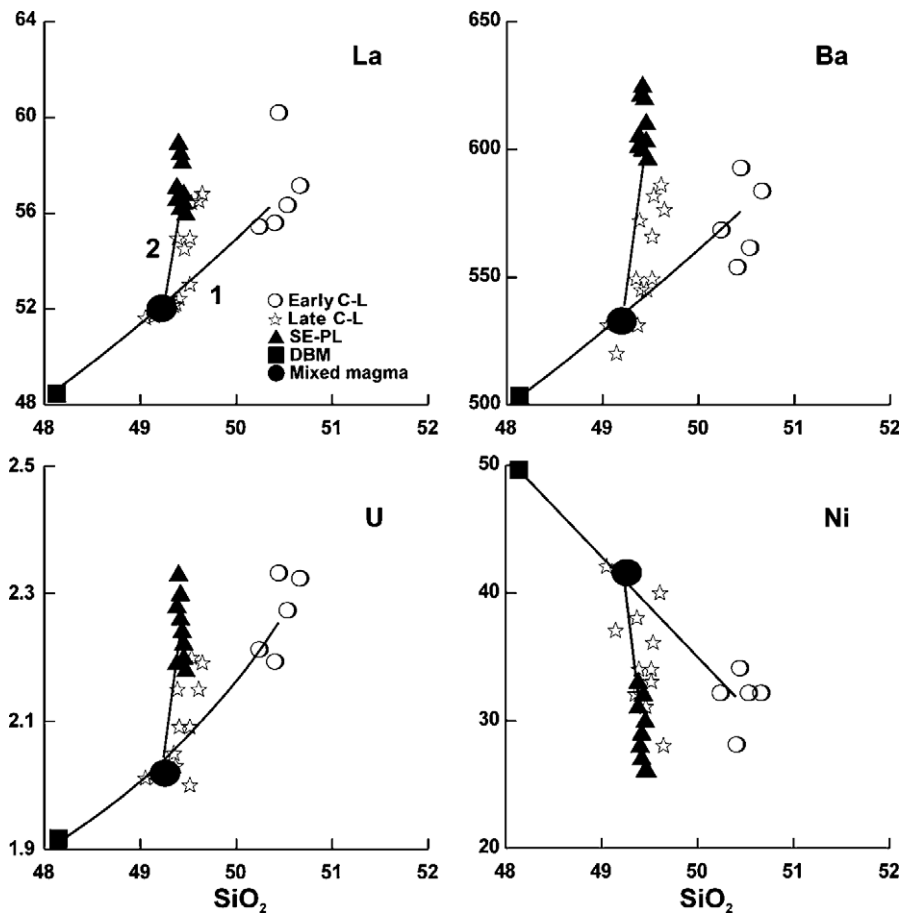 64
60
56
52
48
La
2
1
Early C-L
Late C-L
SE-PL
DBM
Mixed magma
48 49 50 51 52
650
600
550
500
Ba
48 49 50 51 52
2.5
2.3
2.1
1.9
U
48 49 50 51 52
SiO₂
50
40
30
20
Ni
48 49 50 51 52
SiO₂